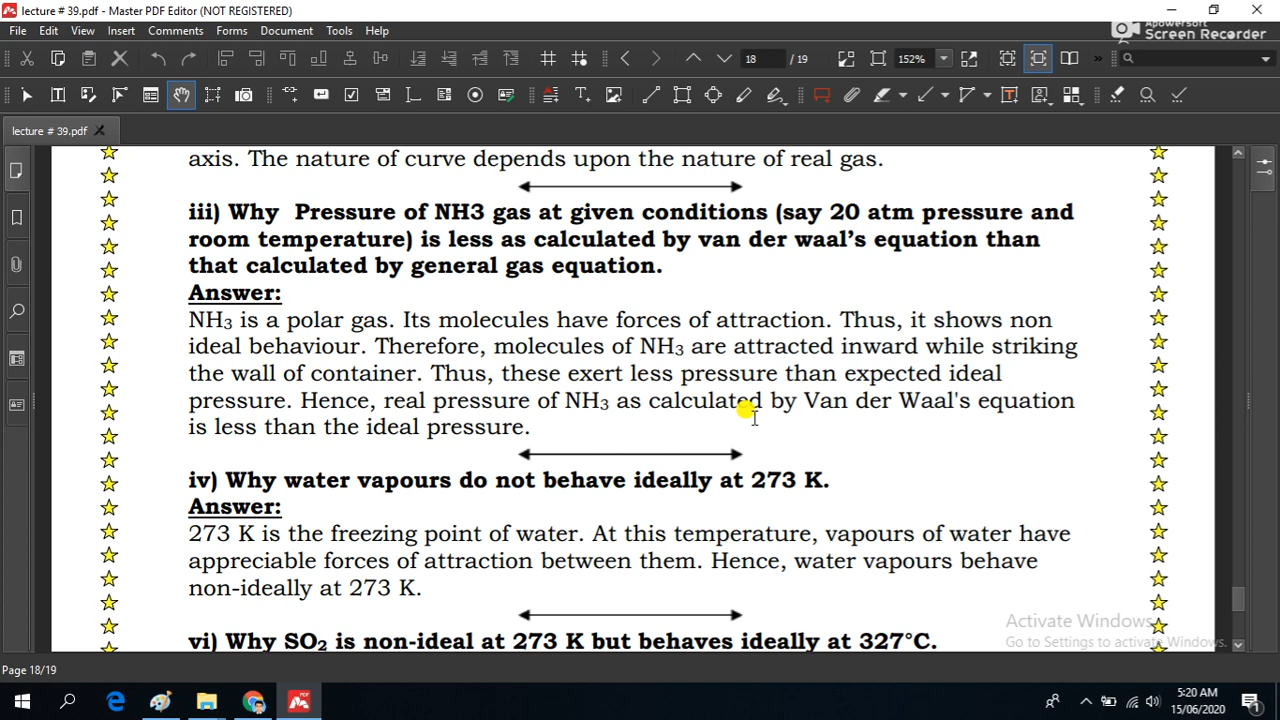 lecture # 39.pdf - Master PDF Editor (NOT REGISTERED)
File Edit View Insert Comments Forms Document Tools Help
Apowersoft
Screen Recorder
18 / 19 152%
lecture # 39.pdf
axis. The nature of curve depends upon the nature of real gas.
iii) Why Pressure of NH3 gas at given conditions (say 20 atm pressure and
room temperature) is less as calculated by van der waal’s equation than
that calculated by general gas equation.
Answer:
NH₃ is a polar gas. Its molecules have forces of attraction. Thus, it shows non
ideal behaviour. Therefore, molecules of NH₃ are attracted inward while striking
the wall of container. Thus, these exert less pressure than expected ideal
pressure. Hence, real pressure of NH₃ as calculated by Van der Waal's equation
is less than the ideal pressure.
iv) Why water vapours do not behave ideally at 273 K.
Answer:
273 K is the freezing point of water. At this temperature, vapours of water have
appreciable forces of attraction between them. Hence, water vapours behave
non-ideally at 273 K.
vi) Why SO₂ is non-ideal at 273 K but behaves ideally at 327°C.
Activate Windows
Go to Settings to activate Windows.
Page 18/19
5:20 AM
15/06/2020